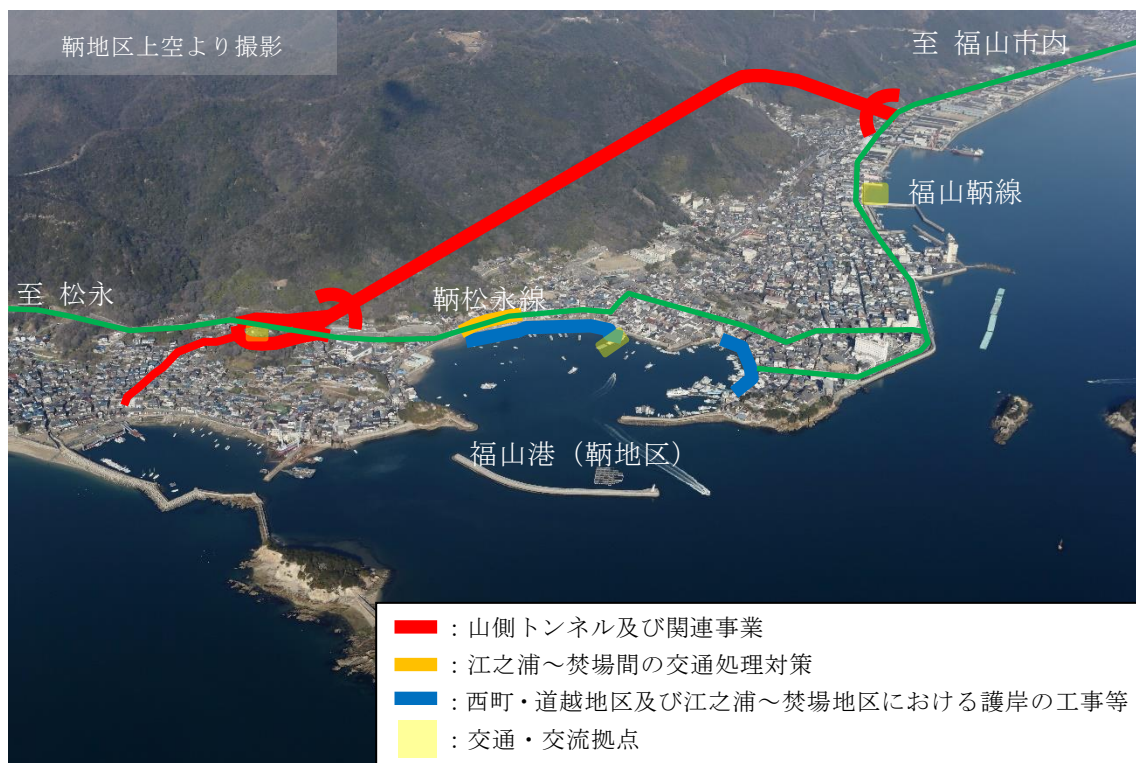 鞆地区上空より撮影
至 福山市内
福山鞆線
至 松永
鞆松永線
福山港（鞆地区）
：山側トンネル及び関連事業
：江之浦～焚場間の交通処理対策
：西町・道越地区及び江之浦～焚場地区における護岸の工事等
：交通・交流拠点